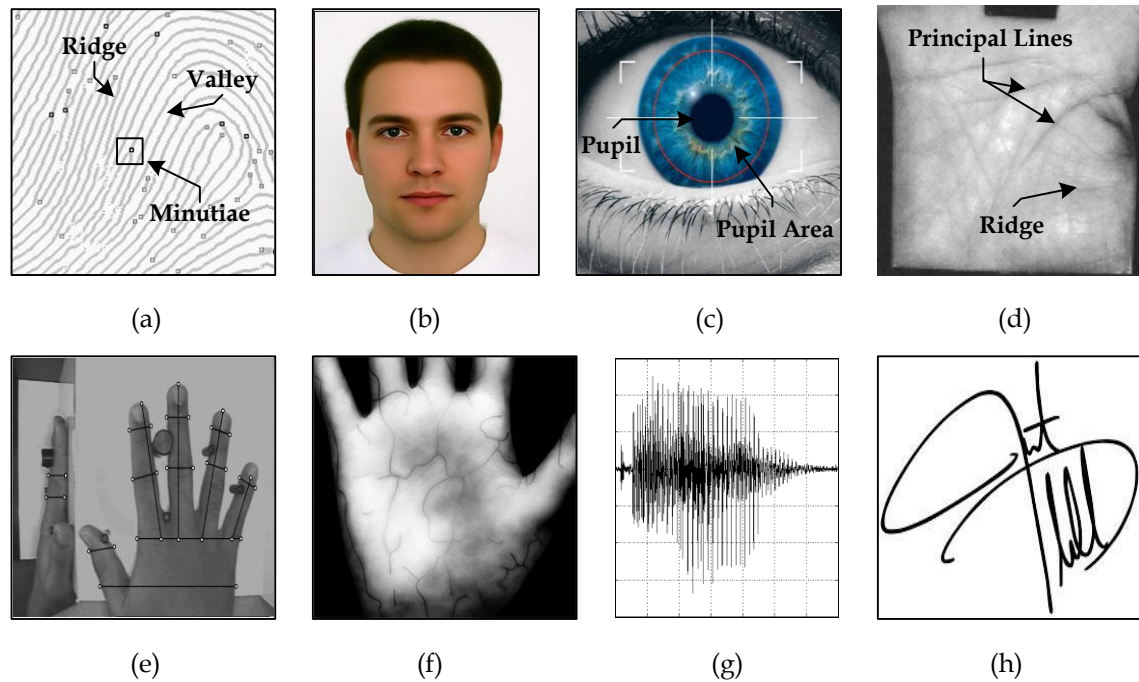 Ridge
Valley
Minutiae
(a)
(b)
Pupil
Pupil Area
(c)
Principal Lines
Ridge
(d)
(e)
(f)
(g)
(h)